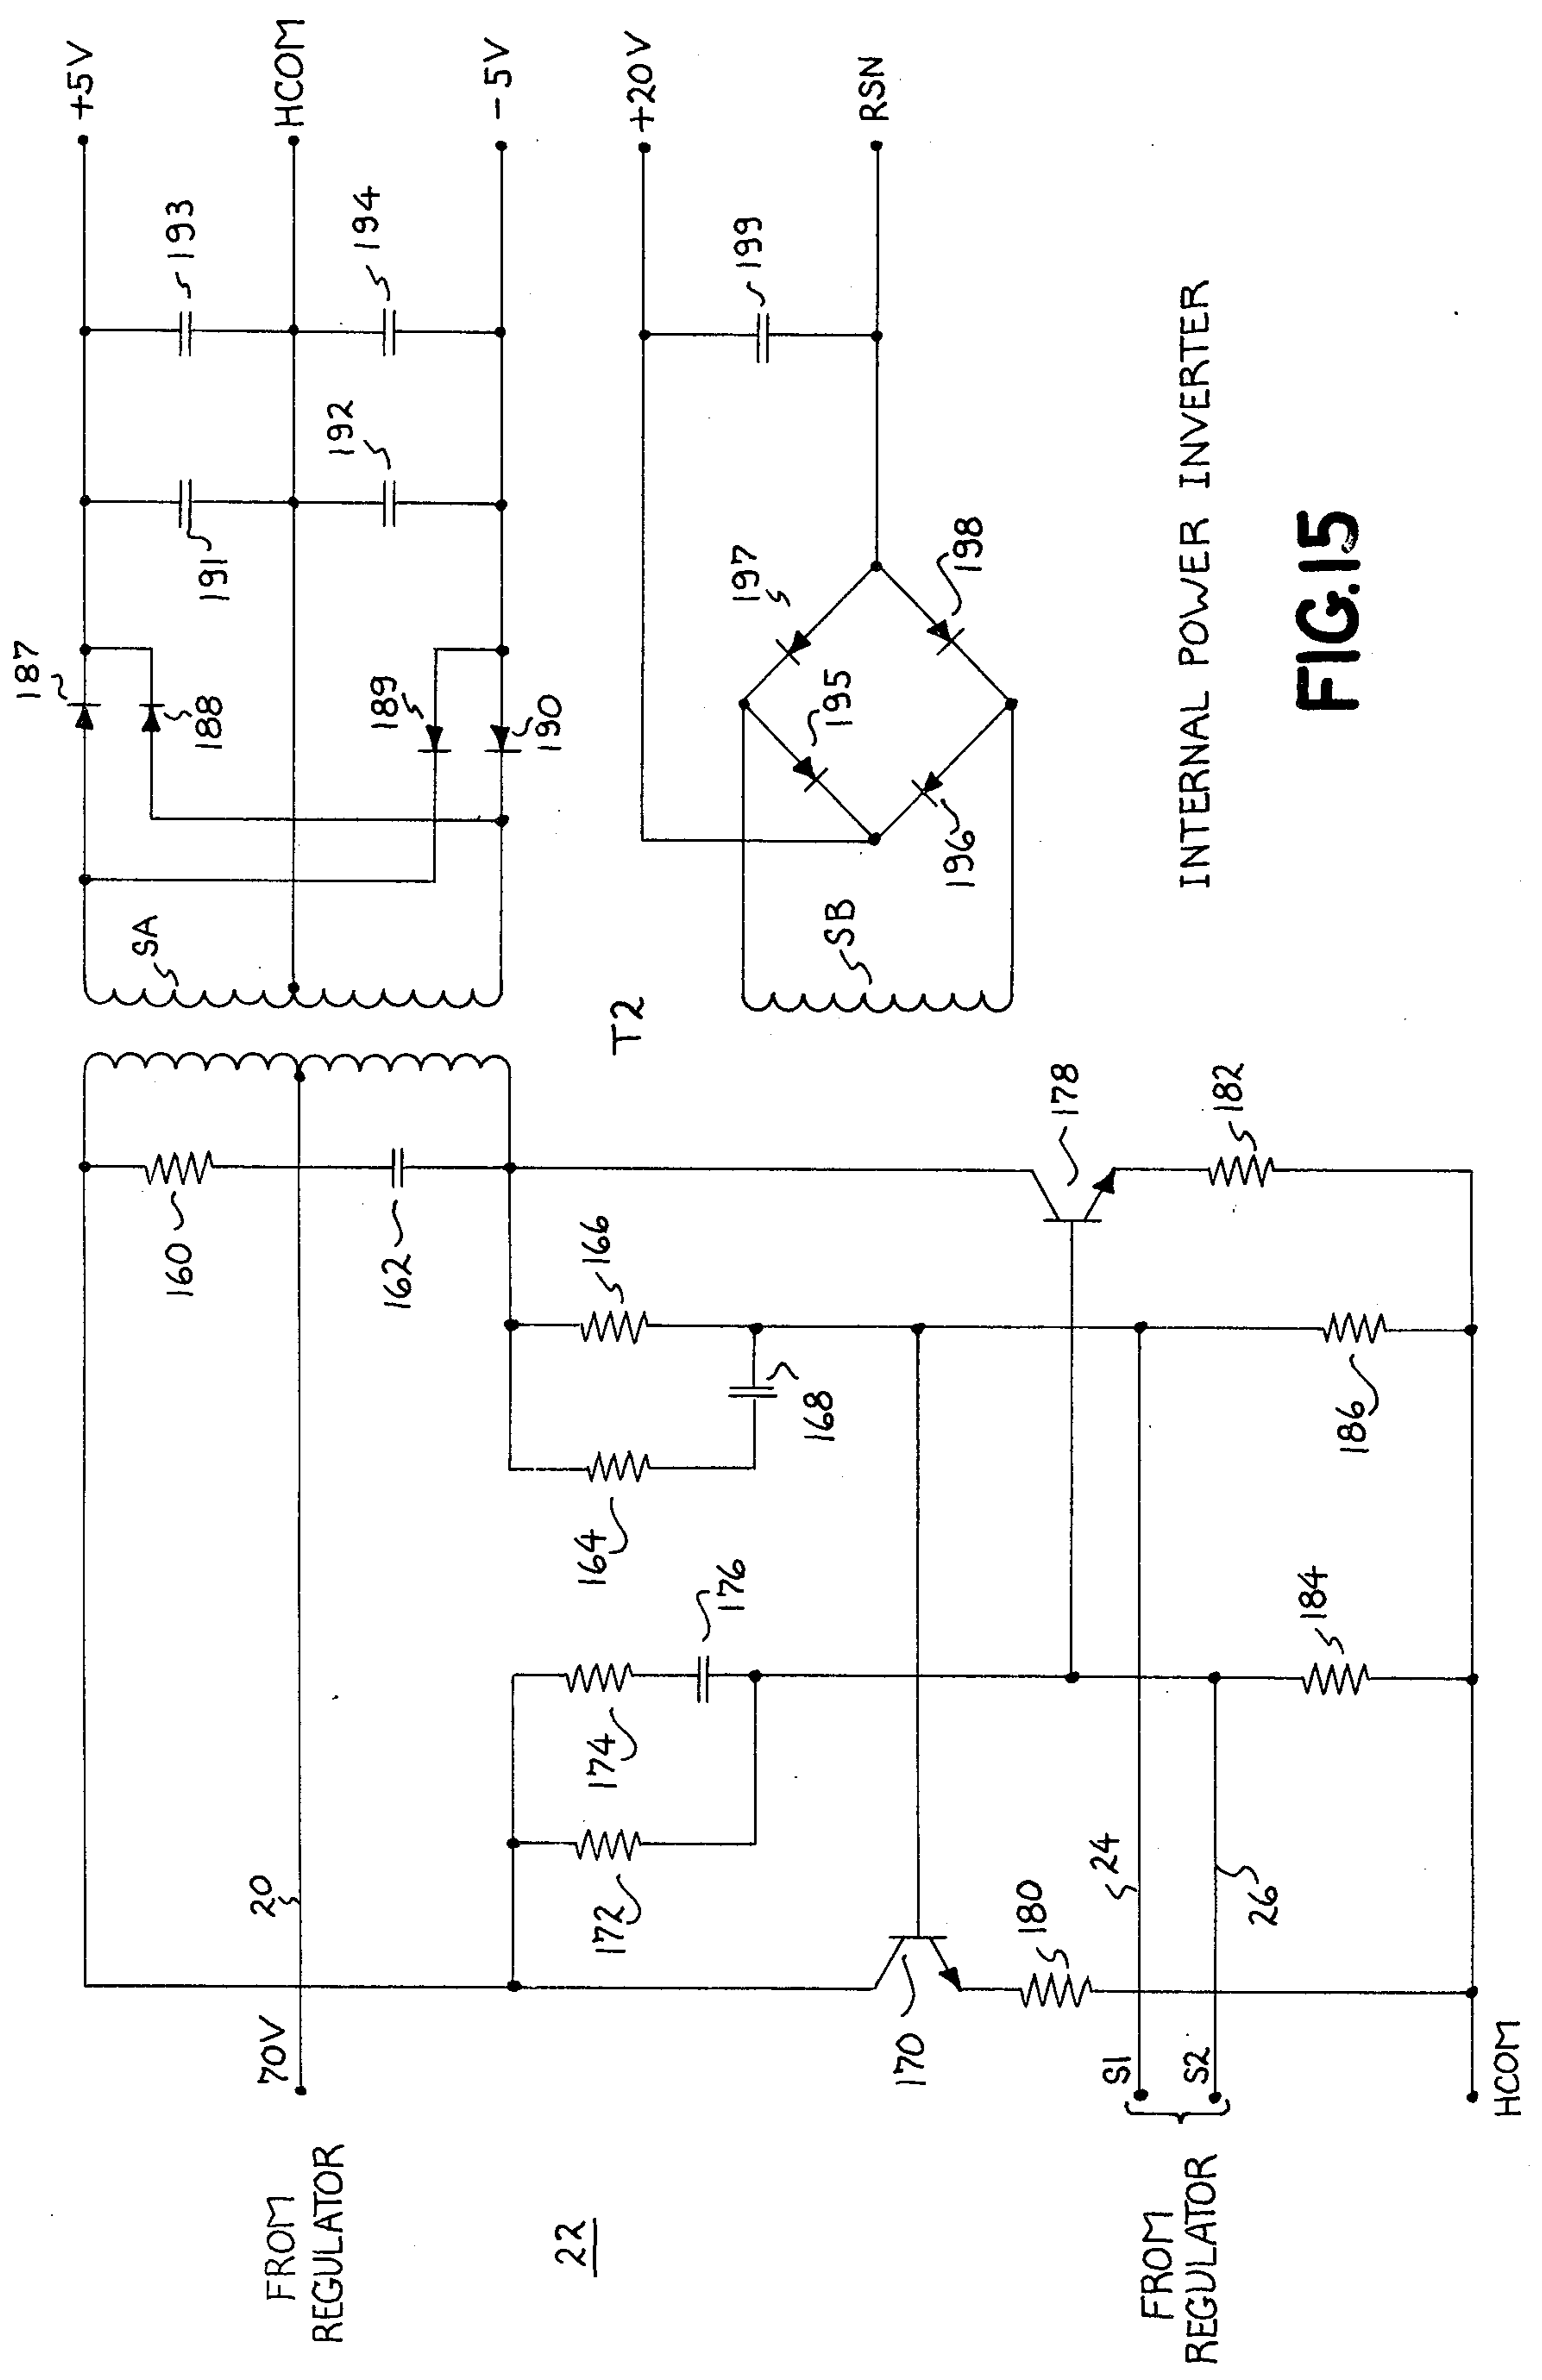 FROM
REGULATOR
70V
20
160
162
SA
187
188
189
190
191
192
193
194
+5V
HCOM
-5V
22
172
174
176
164
166
168
T2
SB
195
196
197
198
199
+20V
RSN
170
180
178
182
FROM
REGULATOR
S1
S2
24
26
184
186
HCOM
INTERNAL POWER INVERTER
FIG.15